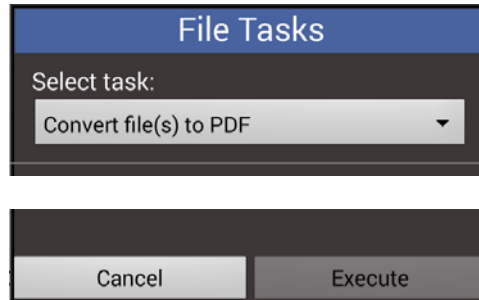 File Tasks
Select task:
Convert file(s) to PDF
Cancel
Execute